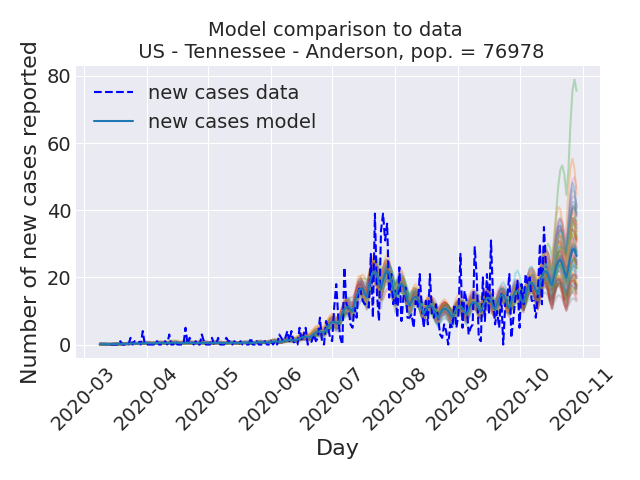 Model comparison to data
US - Tennessee - Anderson, pop. = 76978
Number of new cases reported
80
60
40
20
0
new cases data
new cases model
2020-03
2020-04
2020-05
2020-06
2020-07
2020-08
2020-09
2020-10
2020-11
Day